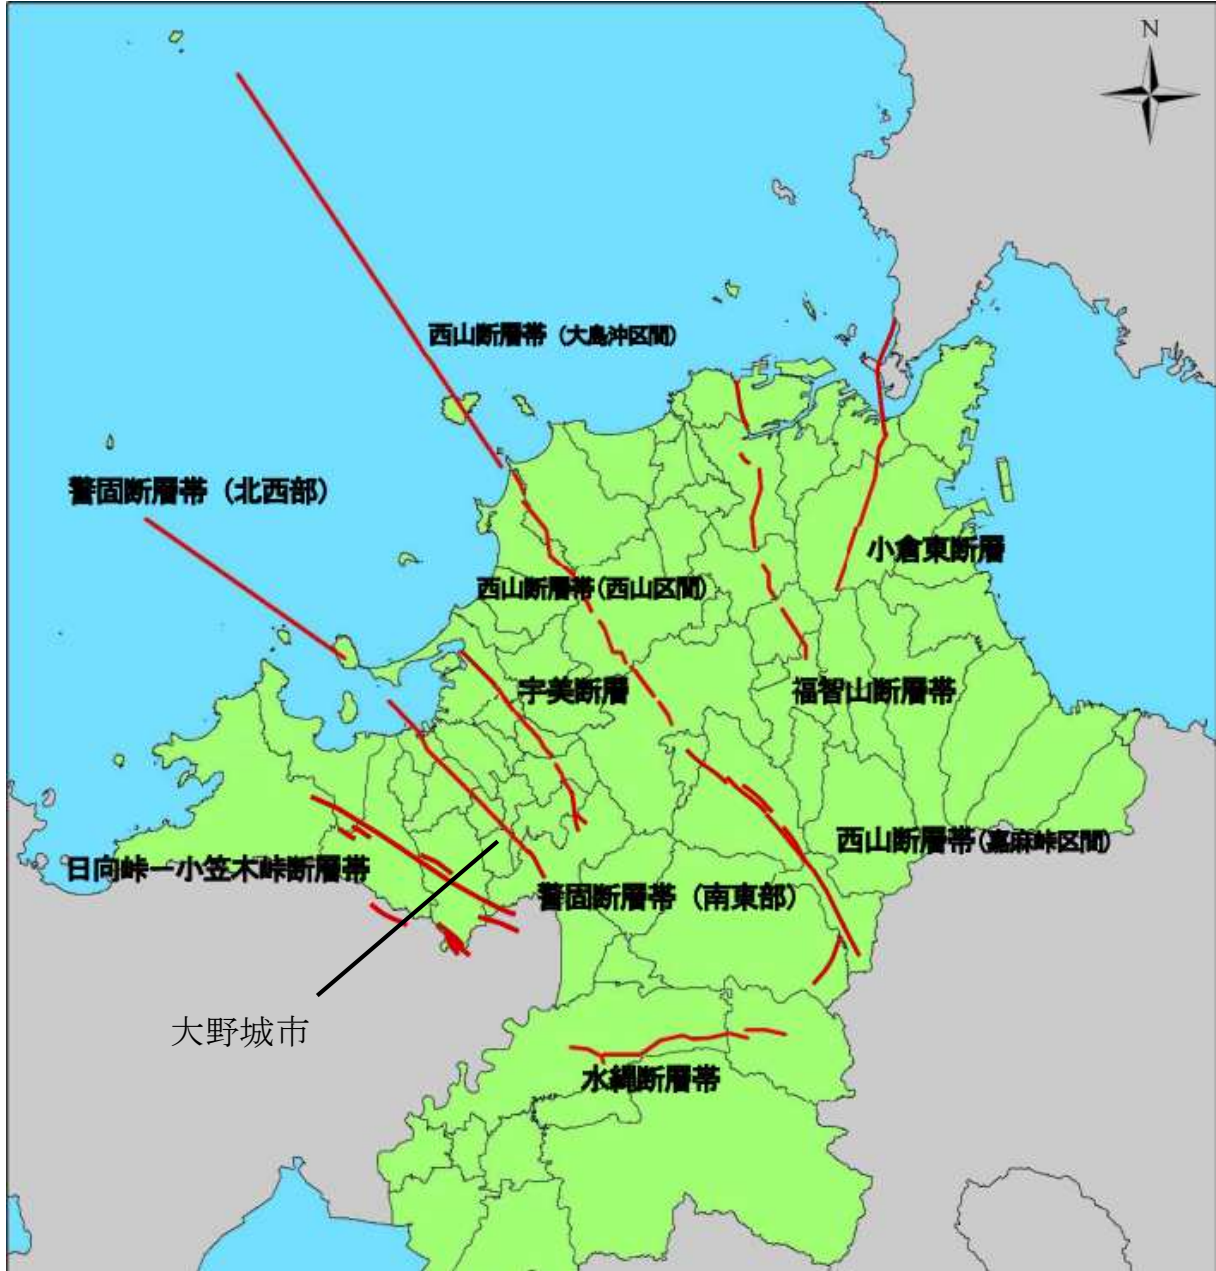 N
西山断層帯 (大島沖区間)
警固断層帯 (北西部)
小倉東断層
西山断層帯(西山区間)
宇美断層
福智山断層帯
西山断層帯(嘉麻峠区間)
日向峠ー小笠木峠断層帯
警固断層帯 (南東部)
大野城市
水縄断層帯